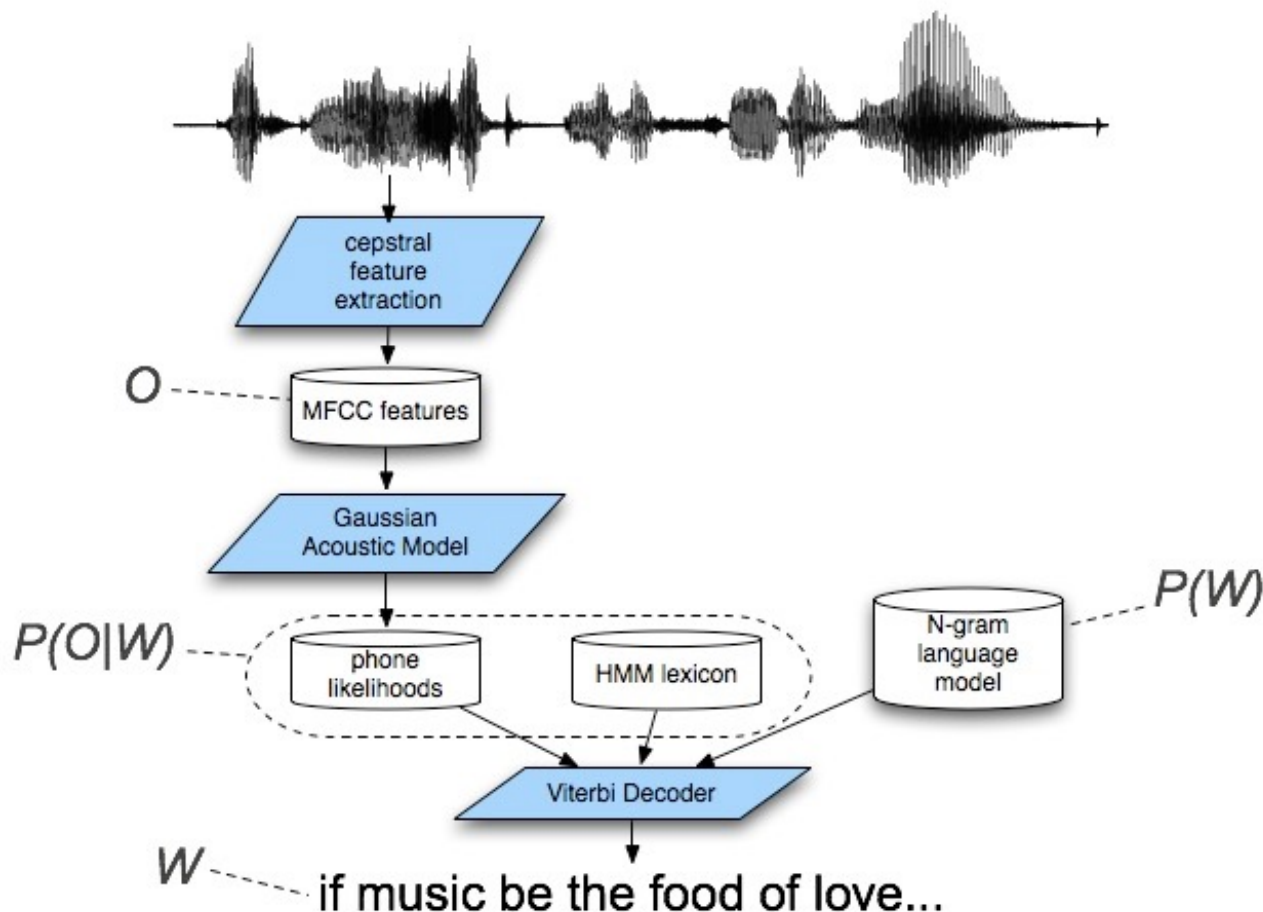 cepstral
feature
extraction
O
MFCC features
Gaussian
Acoustic Model
P(O|W)
phone
likelihoods
HMM lexicon
N-gram
language
model
P(W)
Viterbi Decoder
W
if music be the food of love...